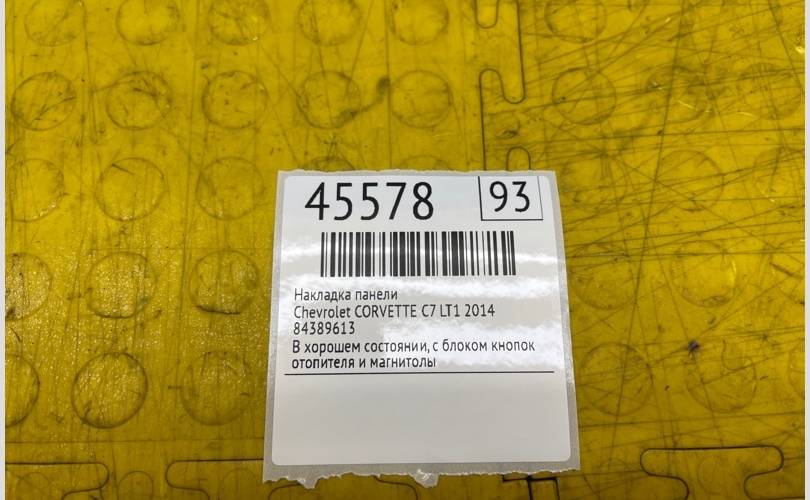 45578 93
Накладка панели
Chevrolet CORVETTE C7 LT1 2014
84389613
В хорошем состоянии, с блоком кнопок
отопителя и магнитолы